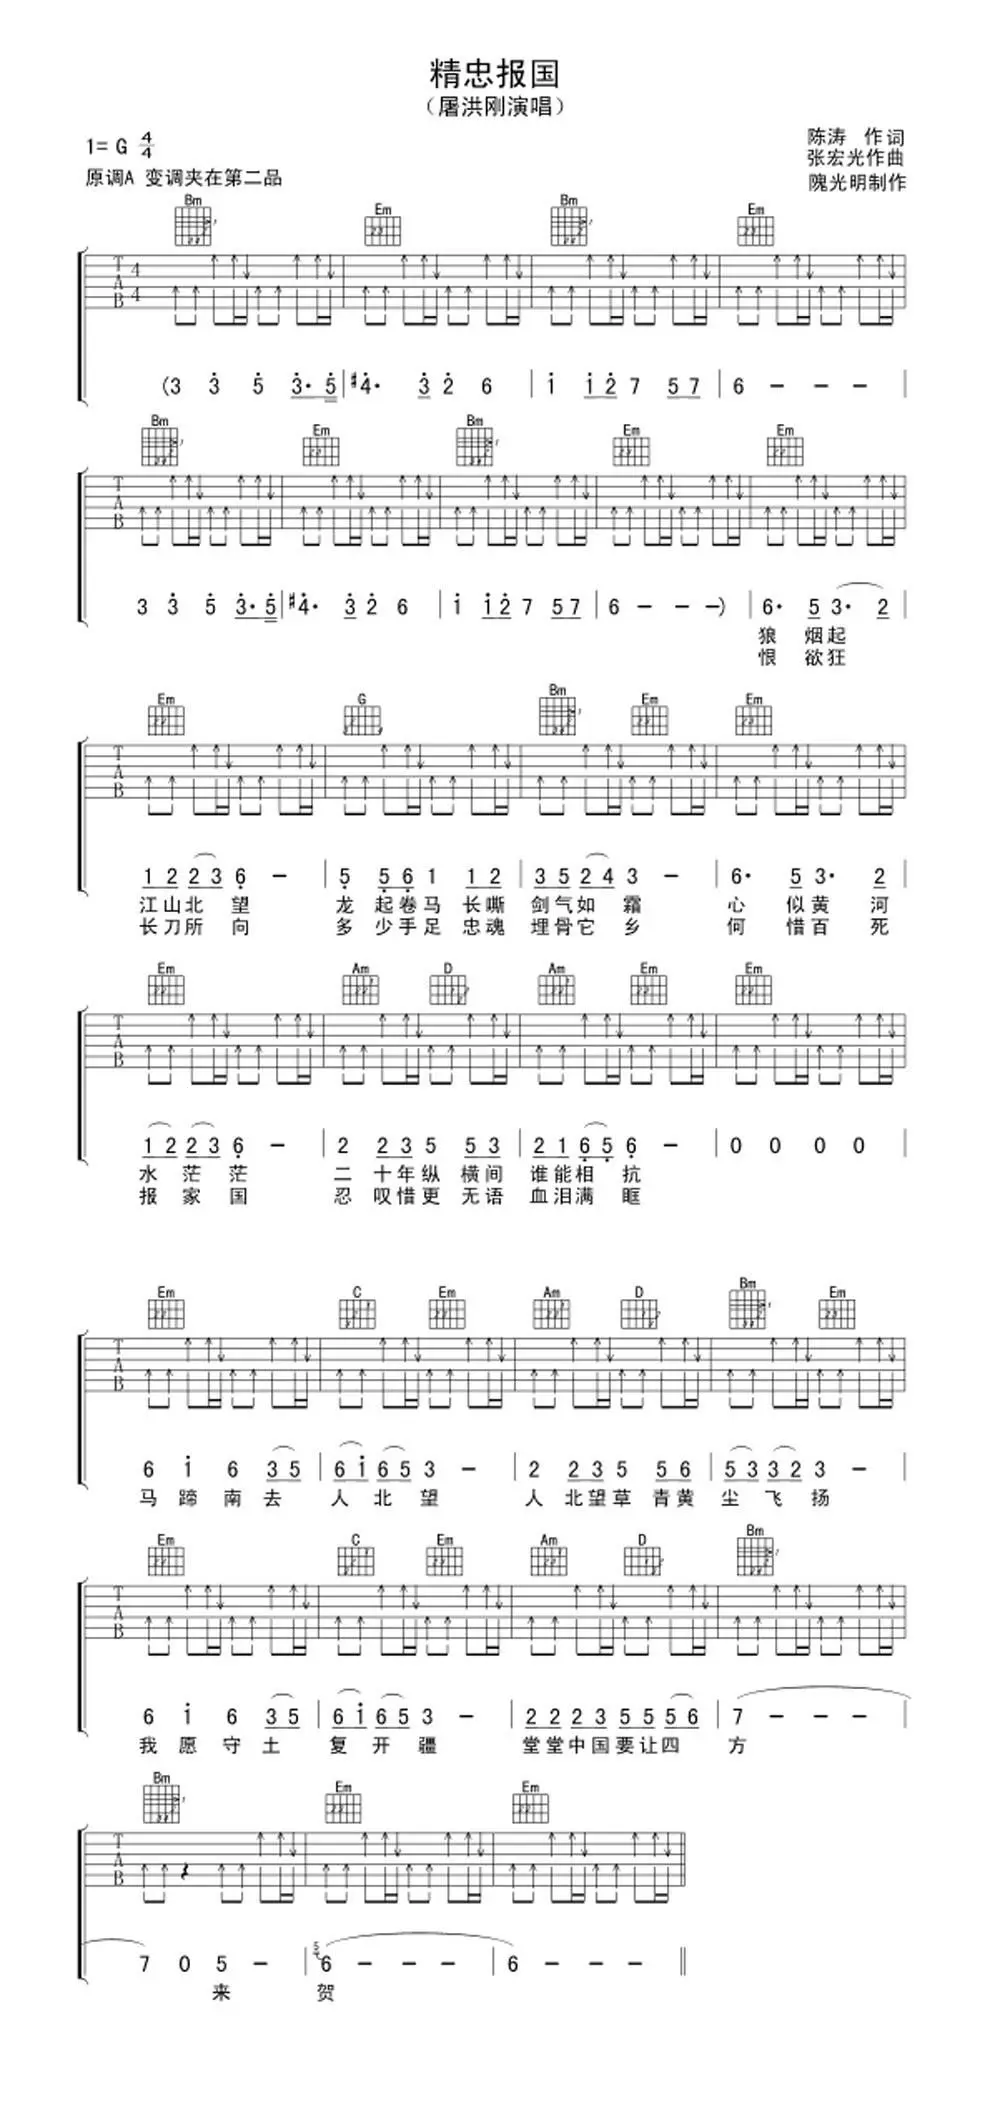 精忠报国
（屠洪刚演唱）
1= G 4/4
陈涛 作词
张宏光作曲
原调A 变调夹在第二品
隗光明制作
Bm Em Bm Em
T A B 4 4
(3 3̇ 5̇ 3̇· 5̇ | #4̇· 3̇ 2̇ 6 | 1̇ 1̇ 2̇ 7 5 7 | 6 - - - |
Bm Em Bm Em Em
T A B
3 3̇ 5̇ 3̇· 5̇ | #4̇· 3̇ 2̇ 6 | 1̇ 1̇ 2̇ 7 5 7 | 6 - - -) | 6· 5 3· 2 |
狼 烟起
恨 欲狂
Em G Bm Em Em
T A B
1 2 2 3 6̣ - | 5̣ 5̣ 6̣ 1 1 2 | 3 5 2 4 3 - | 6· 5 3· 2 |
江山北 望 龙 起卷马 长嘶 剑气如 霜 心 似黄 河
长刀所 向 多 少手足 忠魂 埋骨它 乡 何 惜百 死
Em Am D Am Em Em
T A B
1 2 2 3 6̣ - | 2 2 3 5 5 3 | 2 1 6̣ 5̣ 6̣ - | 0 0 0 0 |
水 茫 茫 二 十年纵 横间 谁能相 抗
报 家 国 忍 叹惜更 无语 血泪满 眶
Em C Em Am D Bm Em
T A B
6 1̇ 6 3 5 | 6 1̇ 6 5 3 - | 2 2 3 5 5 6 | 5 3 3 2 3 - |
马 蹄 南 去 人 北 望 人 北望草 青黄 尘 飞 扬
Em C Em Am D Bm
T A B
6 1̇ 6 3 5 | 6 1̇ 6 5 3 - | 2 2 2 3 5 5 5 6 | 7 - - - |
我 愿 守 土 复 开 疆 堂堂中国要让四 方
Bm Em Em
T A B
7 0 5 - | 5 6 - - - | 6 - - - ||
来 贺